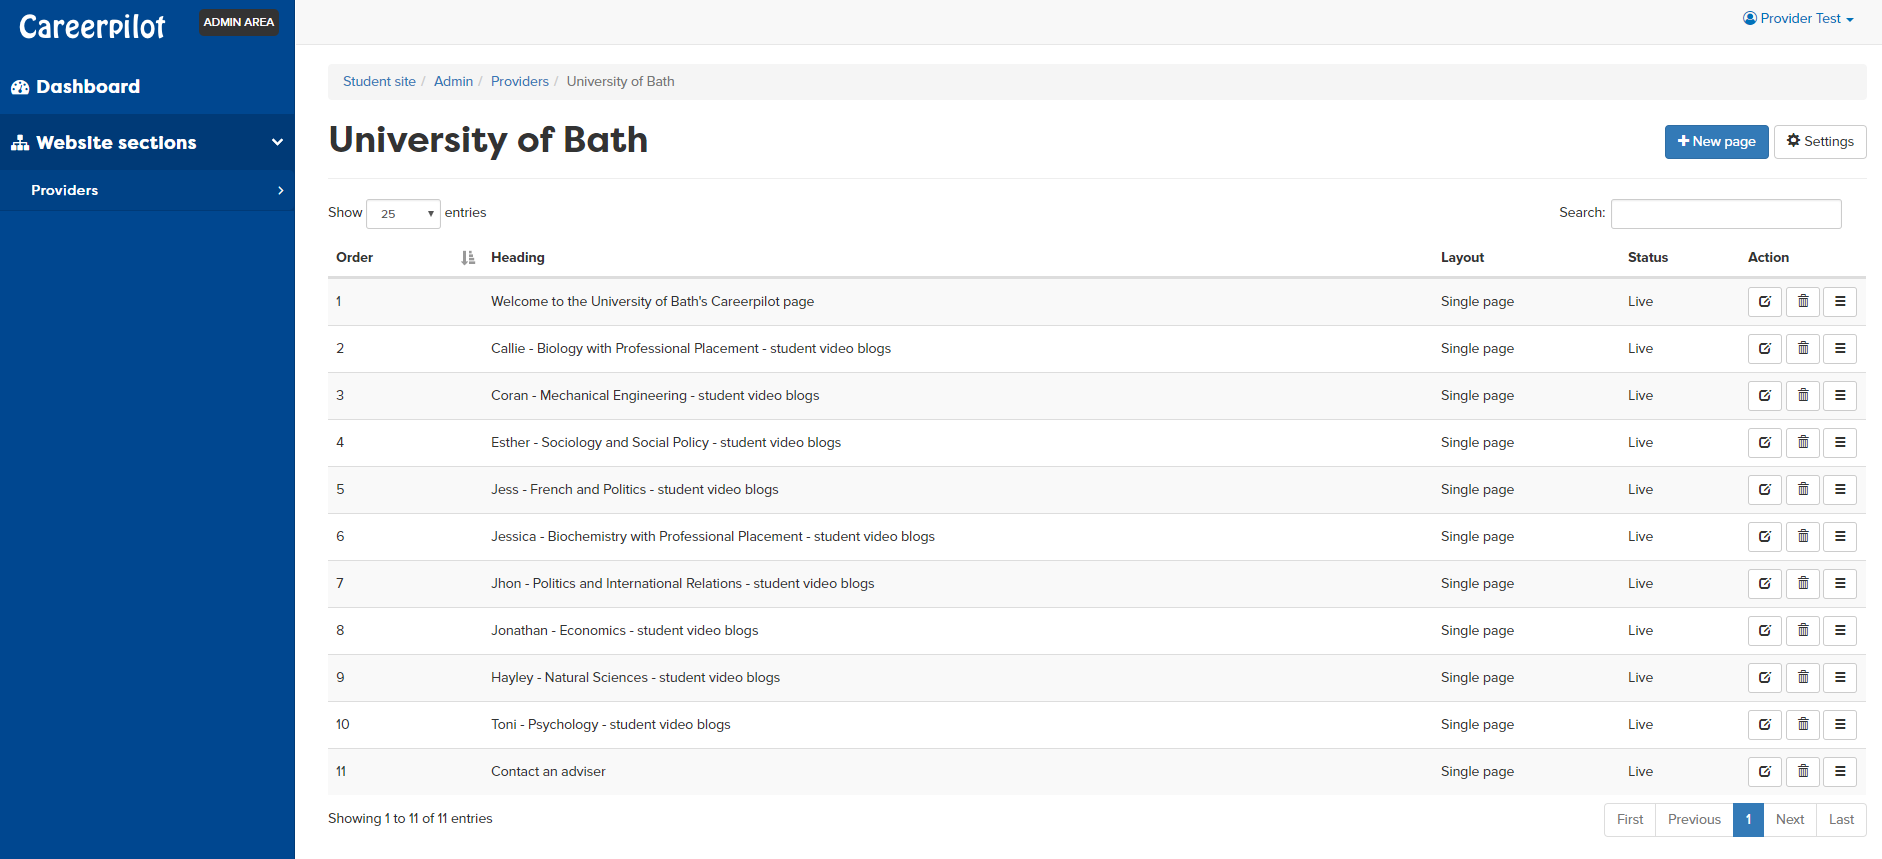 Careerpilot ADMIN AREA
Provider Test
Dashboard
Website sections
Providers
Student site / Admin / Providers / University of Bath
University of Bath
New page Settings
Show 25 entries Search:
Order Heading Layout Status Action
1 Welcome to the University of Bath's Careerpilot page Single page Live
2 Callie - Biology with Professional Placement - student video blogs Single page Live
3 Coran - Mechanical Engineering - student video blogs Single page Live
4 Esther - Sociology and Social Policy - student video blogs Single page Live
5 Jess - French and Politics - student video blogs Single page Live
6 Jessica - Biochemistry with Professional Placement - student video blogs Single page Live
7 Jhon - Politics and International Relations - student video blogs Single page Live
8 Jonathan - Economics - student video blogs Single page Live
9 Hayley - Natural Sciences - student video blogs Single page Live
10 Toni - Psychology - student video blogs Single page Live
11 Contact an adviser Single page Live
Showing 1 to 11 of 11 entries First Previous 1 Next Last